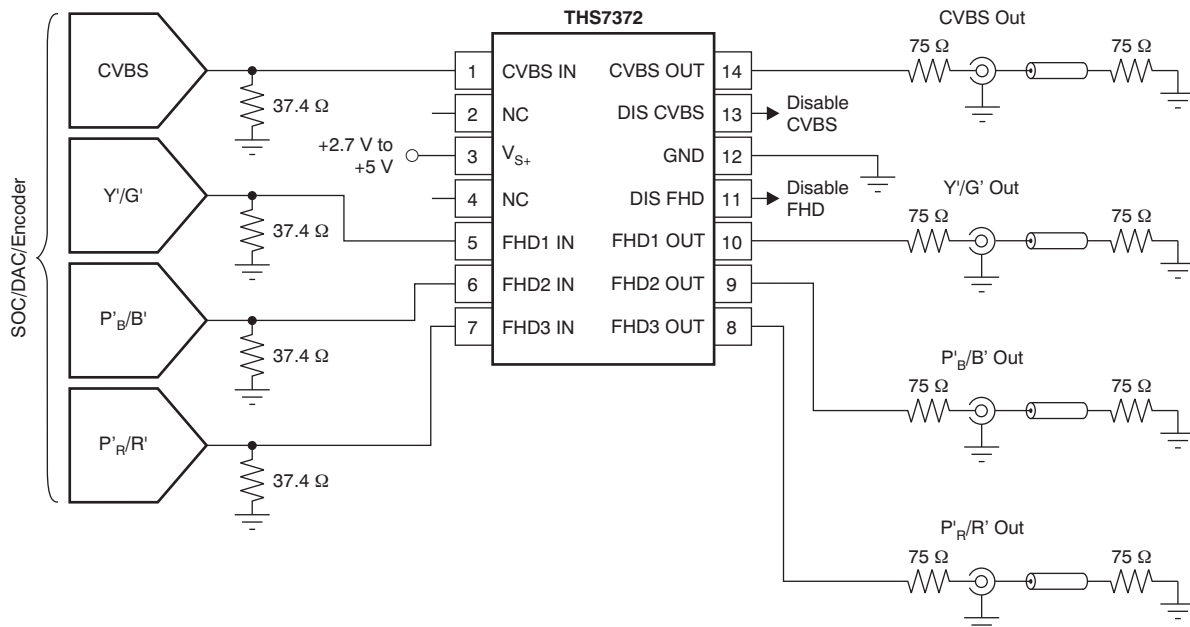 THS7372
SOC/DAC/Encoder
CVBS
37.4 Ω
Y'/G'
37.4 Ω
P'B/B'
37.4 Ω
P'R/R'
37.4 Ω
+2.7 V to
+5 V
1 CVBS IN
2 NC
3 VS+
4 NC
5 FHD1 IN
6 FHD2 IN
7 FHD3 IN
CVBS OUT 14
DIS CVBS 13
GND 12
DIS FHD 11
FHD1 OUT 10
FHD2 OUT 9
FHD3 OUT 8
Disable
CVBS
Disable
FHD
CVBS Out
75 Ω 75 Ω
Y'/G' Out
75 Ω 75 Ω
P'B/B' Out
75 Ω 75 Ω
P'R/R' Out
75 Ω 75 Ω